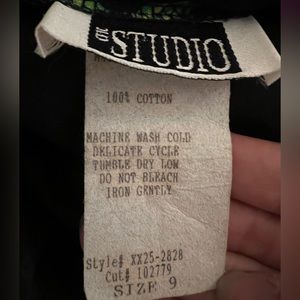 STUDIO
100% COTTON
MACHINE WASH COLD
DELICATE CYCLE
TUMBLE DRY LOW
DO NOT BLEACH
IRON GENTLY
Style# XX25-2828
Cut# 102779
SIZE 9